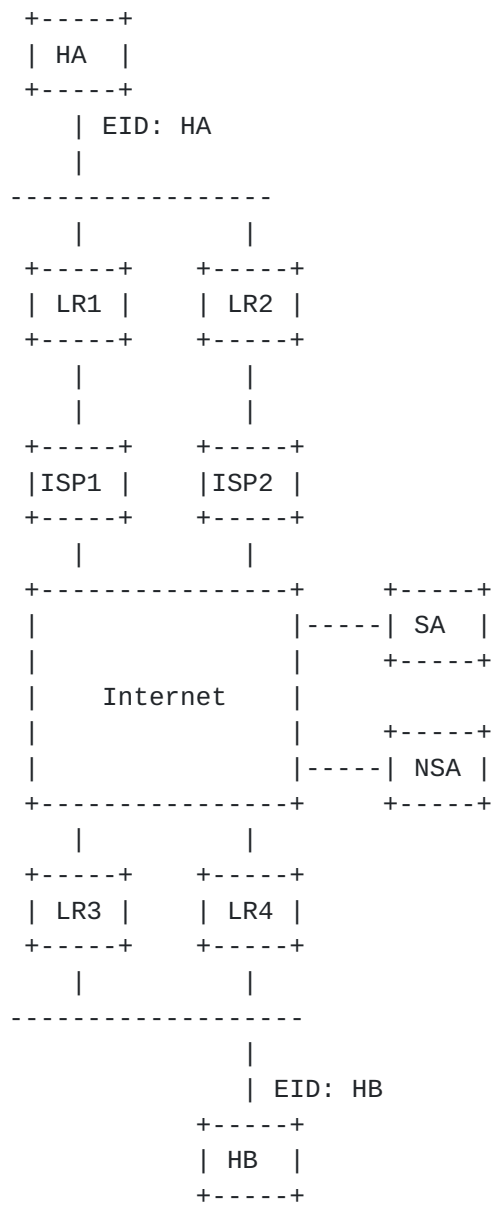 HA
EID: HA
LR1 LR2
ISP1 ISP2
SA
Internet
NSA
LR3 LR4
EID: HB
HB